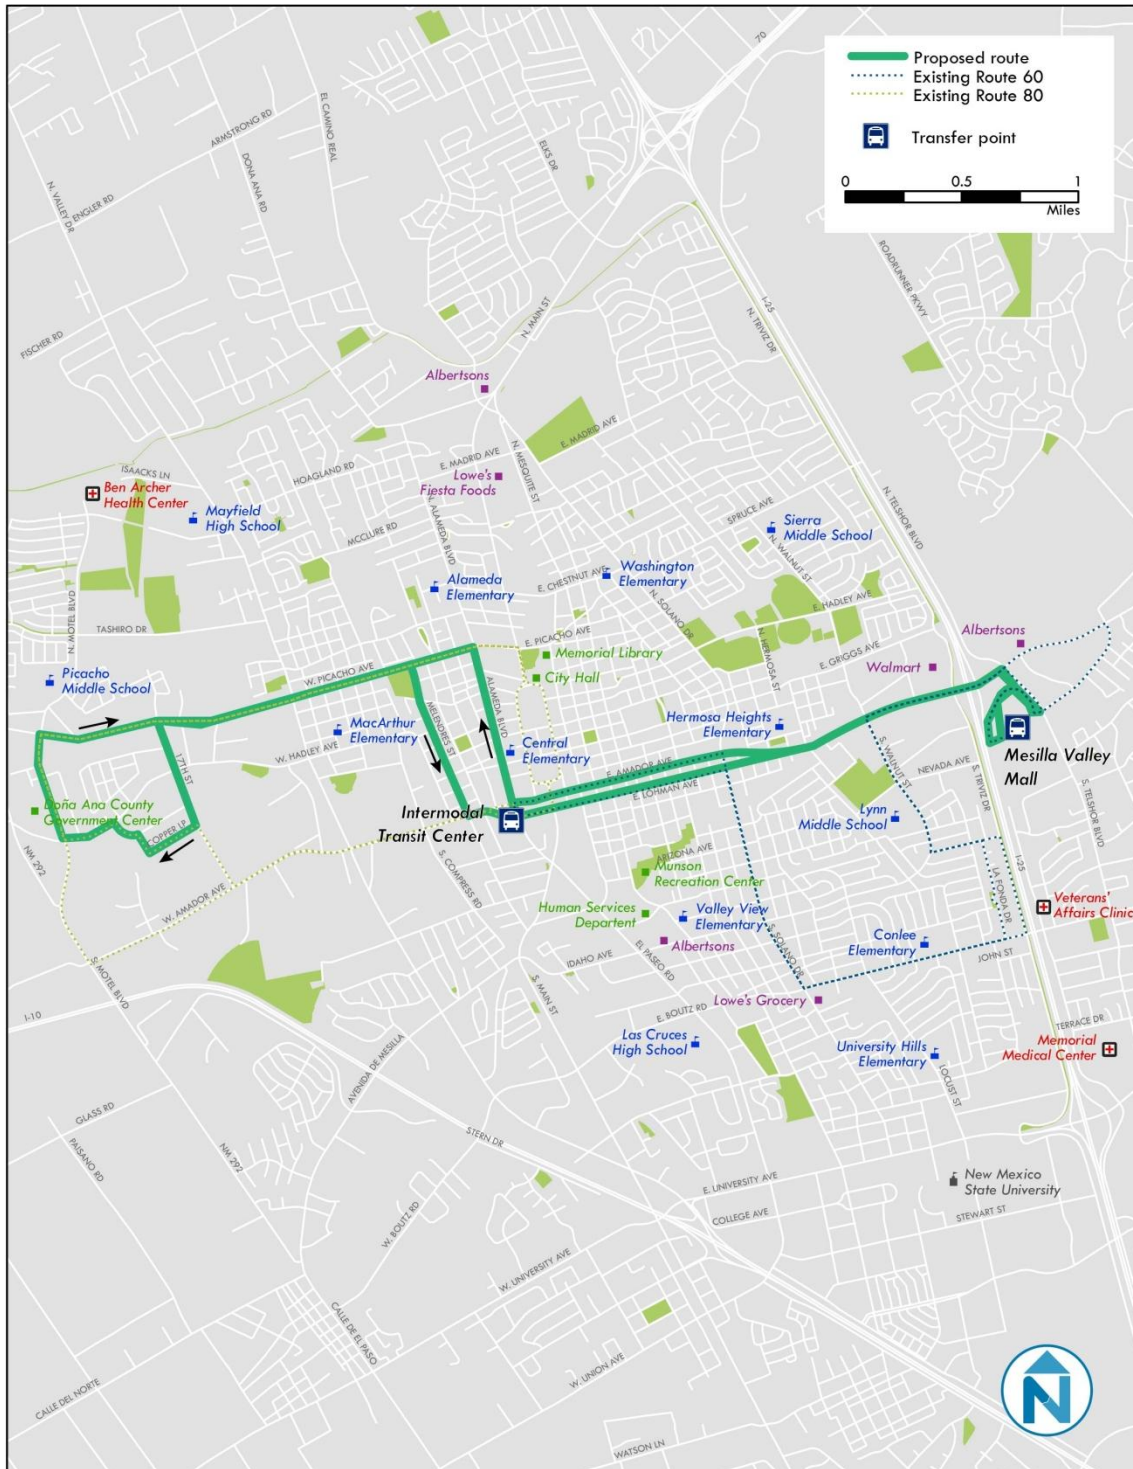 Proposed route
Existing Route 60
Existing Route 80
Transfer point
0
0.5
1
Miles
70
ARMSTRONG RD
EL CAMINO REAL
ELKS DR
DONA ANA RD
N. VALLEY DR
ENGLER RD
ROADRUNNER PKWY
I-25
N. TRIVIZ DR
N. MAIN ST
FISCHER RD
Albertsons
E. MADRID AVE
N. MESQUITE ST
E. MADRID AVE
HOAGLAND RD
ISAACKS LN
Lowe's
Fiesta Foods
Ben Archer
Health Center
N. TELSHOR BLVD
Mayfield
High School
N. ALAMEDA BLVD
SPRUCE AVE
Sierra
Middle School
MCCLURE RD
N. WALNUT ST
Washington
Elementary
Alameda
Elementary
E. CHESTNUT AVE
N. MOTEL BLVD
N. SOLANO DR
E. HADLEY AVE
TASHIRO DR
E. PICACHO AVE
Albertsons
Memorial Library
N. HERMOSA ST
E. GRIGGS AVE
Walmart
Picacho
Middle School
W. PICACHO AVE
City Hall
MELENDRES ST
ALAMEDA BLVD
MacArthur
Elementary
Hermosa Heights
Elementary
W. HADLEY AVE
Central
Elementary
Mesilla Valley
Mall
17TH ST
E. AMADOR AVE
S. WALNUT ST
NEVADA AVE
E. LOHMAN AVE
S. TRIVIZ DR
Doña Ana County
Government Center
Intermodal
Transit Center
Lynn
Middle School
S. TELSHOR BLVD
COPPER LP
NM 292
ARIZONA AVE
Munson
Recreation Center
I-25
W. AMADOR AVE
S. COMPRESS RD
LA FONDA DR
Veterans'
Affairs Clinic
Human Services
Departent
Valley View
Elementary
Albertsons
Conlee
Elementary
EL PASEO RD
S. SOLANO DR
JOHN ST
IDAHO AVE
S. MOTEL BLVD
S. MAIN ST
I-10
E. BOUTZ RD
Lowe's Grocery
TERRACE DR
Las Cruces
High School
University Hills
Elementary
Memorial
Medical Center
AVENIDA DE MESILLA
LOCUST ST
GLASS RD
STERN DR
PAISANO RD
NM 292
New Mexico
State University
E. UNIVERSITY AVE
COLLEGE AVE
STEWART ST
W. BOUTZ RD
W. UNIVERSITY AVE
CALLE DE EL PASO
W. UNION AVE
CALLE DEL NORTE
WATSON LN
N